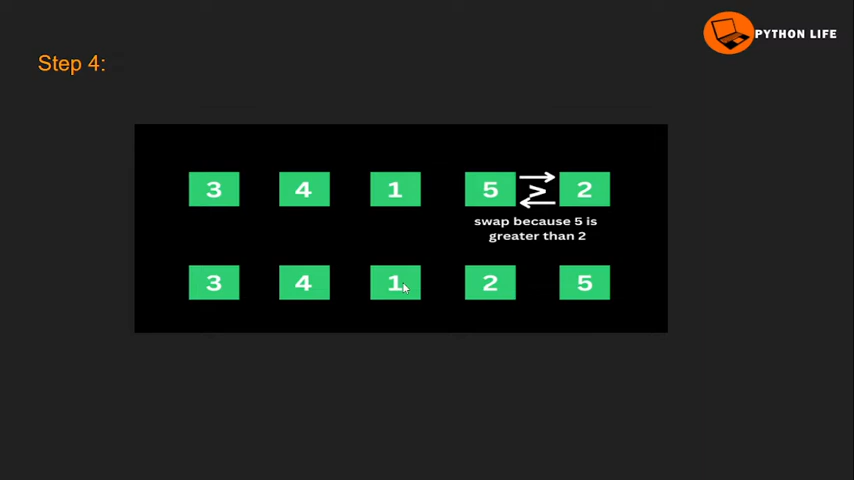 PYTHON LIFE
Step 4:
3 4 1 5 > 2
swap because 5 is
greater than 2
3 4 1 2 5